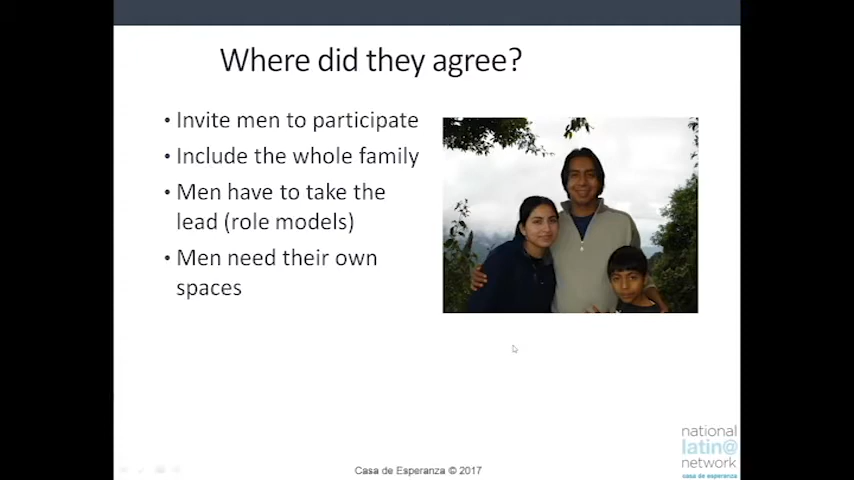 Where did they agree?
• Invite men to participate
• Include the whole family
• Men have to take the
lead (role models)
• Men need their own
spaces
national
latin@
network
casa de esperanza
Casa de Esperanza © 2017